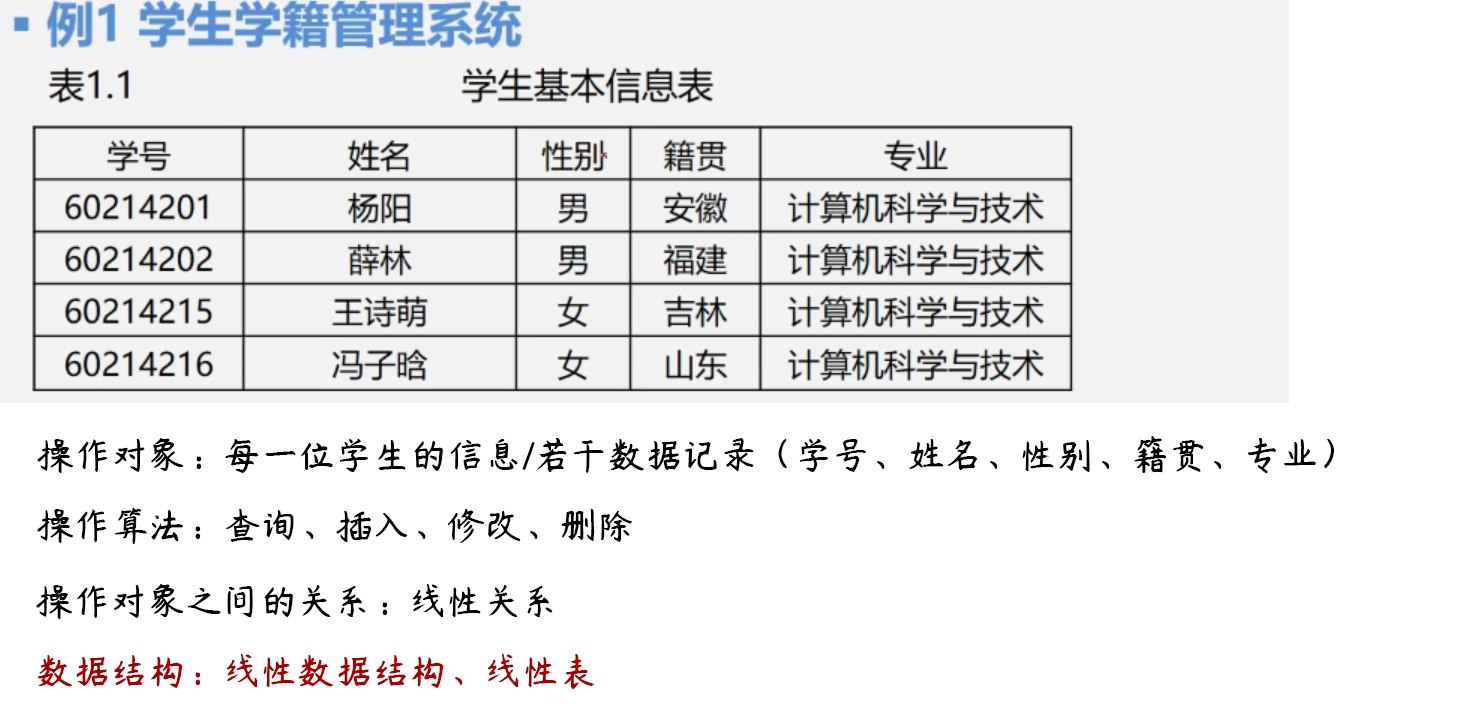 ▪ 例1 学生学籍管理系统
表1.1 学生基本信息表
学号 姓名 性别 籍贯 专业
60214201 杨阳 男 安徽 计算机科学与技术
60214202 薛林 男 福建 计算机科学与技术
60214215 王诗萌 女 吉林 计算机科学与技术
60214216 冯子晗 女 山东 计算机科学与技术
操作对象：每一位学生的信息/若干数据记录（学号、姓名、性别、籍贯、专业）
操作算法：查询、插入、修改、删除
操作对象之间的关系：线性关系
数据结构：线性数据结构、线性表